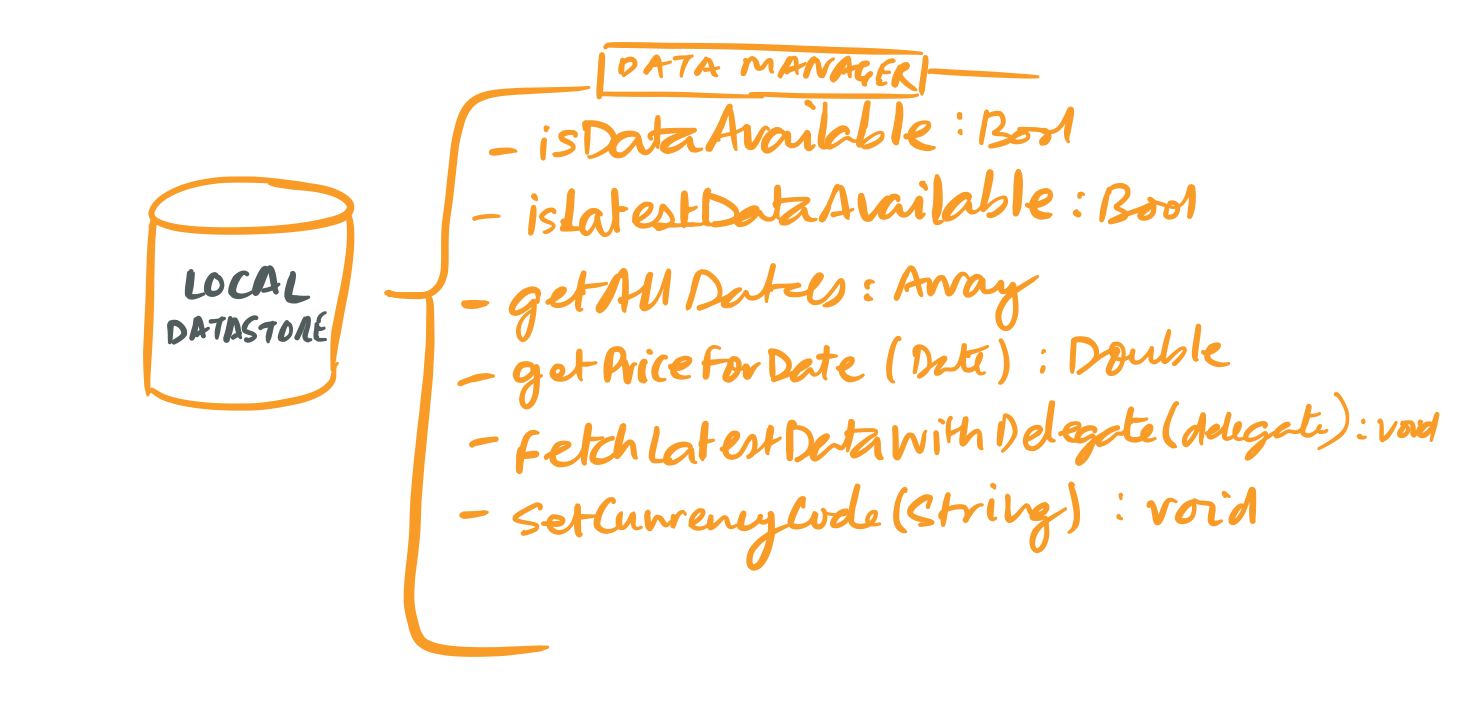 DATA MANAGER
- isDataAvailable : Bool
- isLatestDataAvailable : Bool
- getAllDates : Array
- getPriceForDate (Date) : Double
- FetchLatestDataWithDelegate (delegate) : void
- SetCurrencyCode (String) : void
LOCAL
DATASTORE